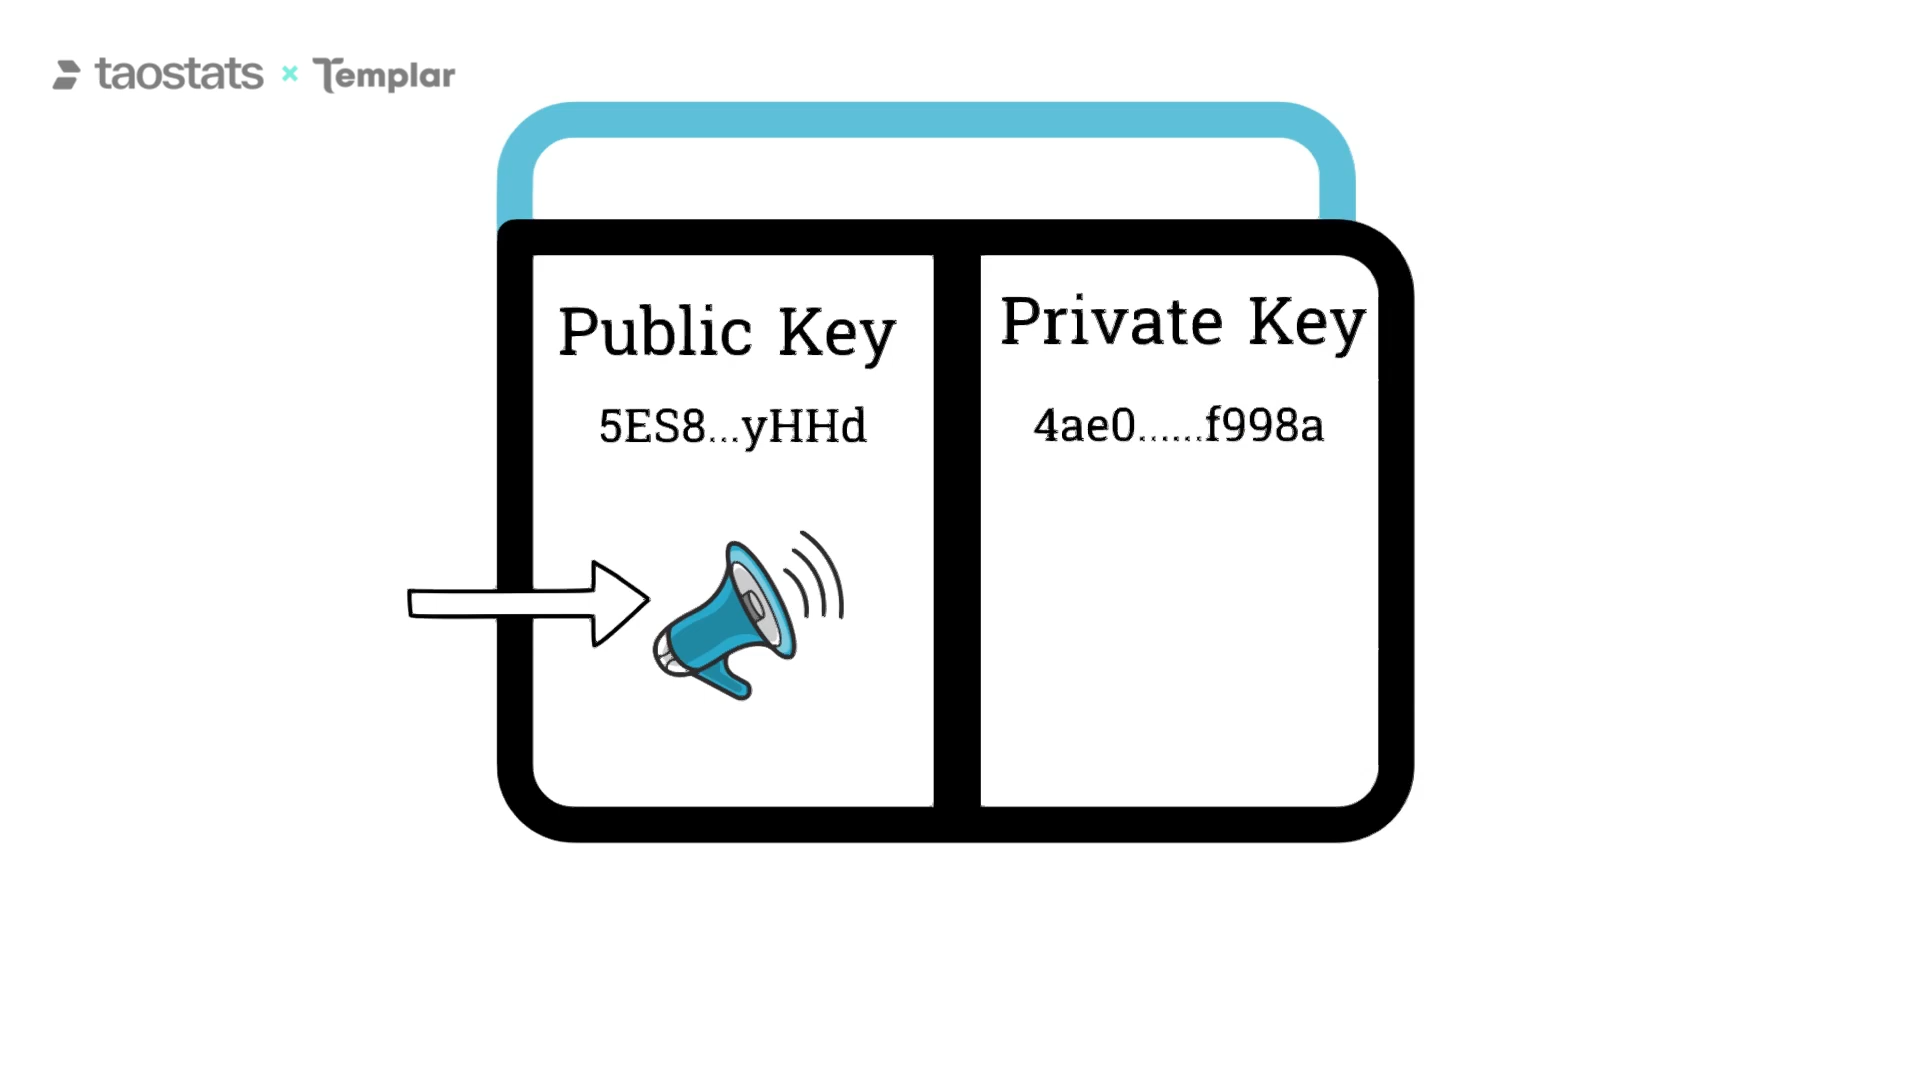 taostats × Templar
Public Key
5ES8...yHHd
Private Key
4ae0......f998a